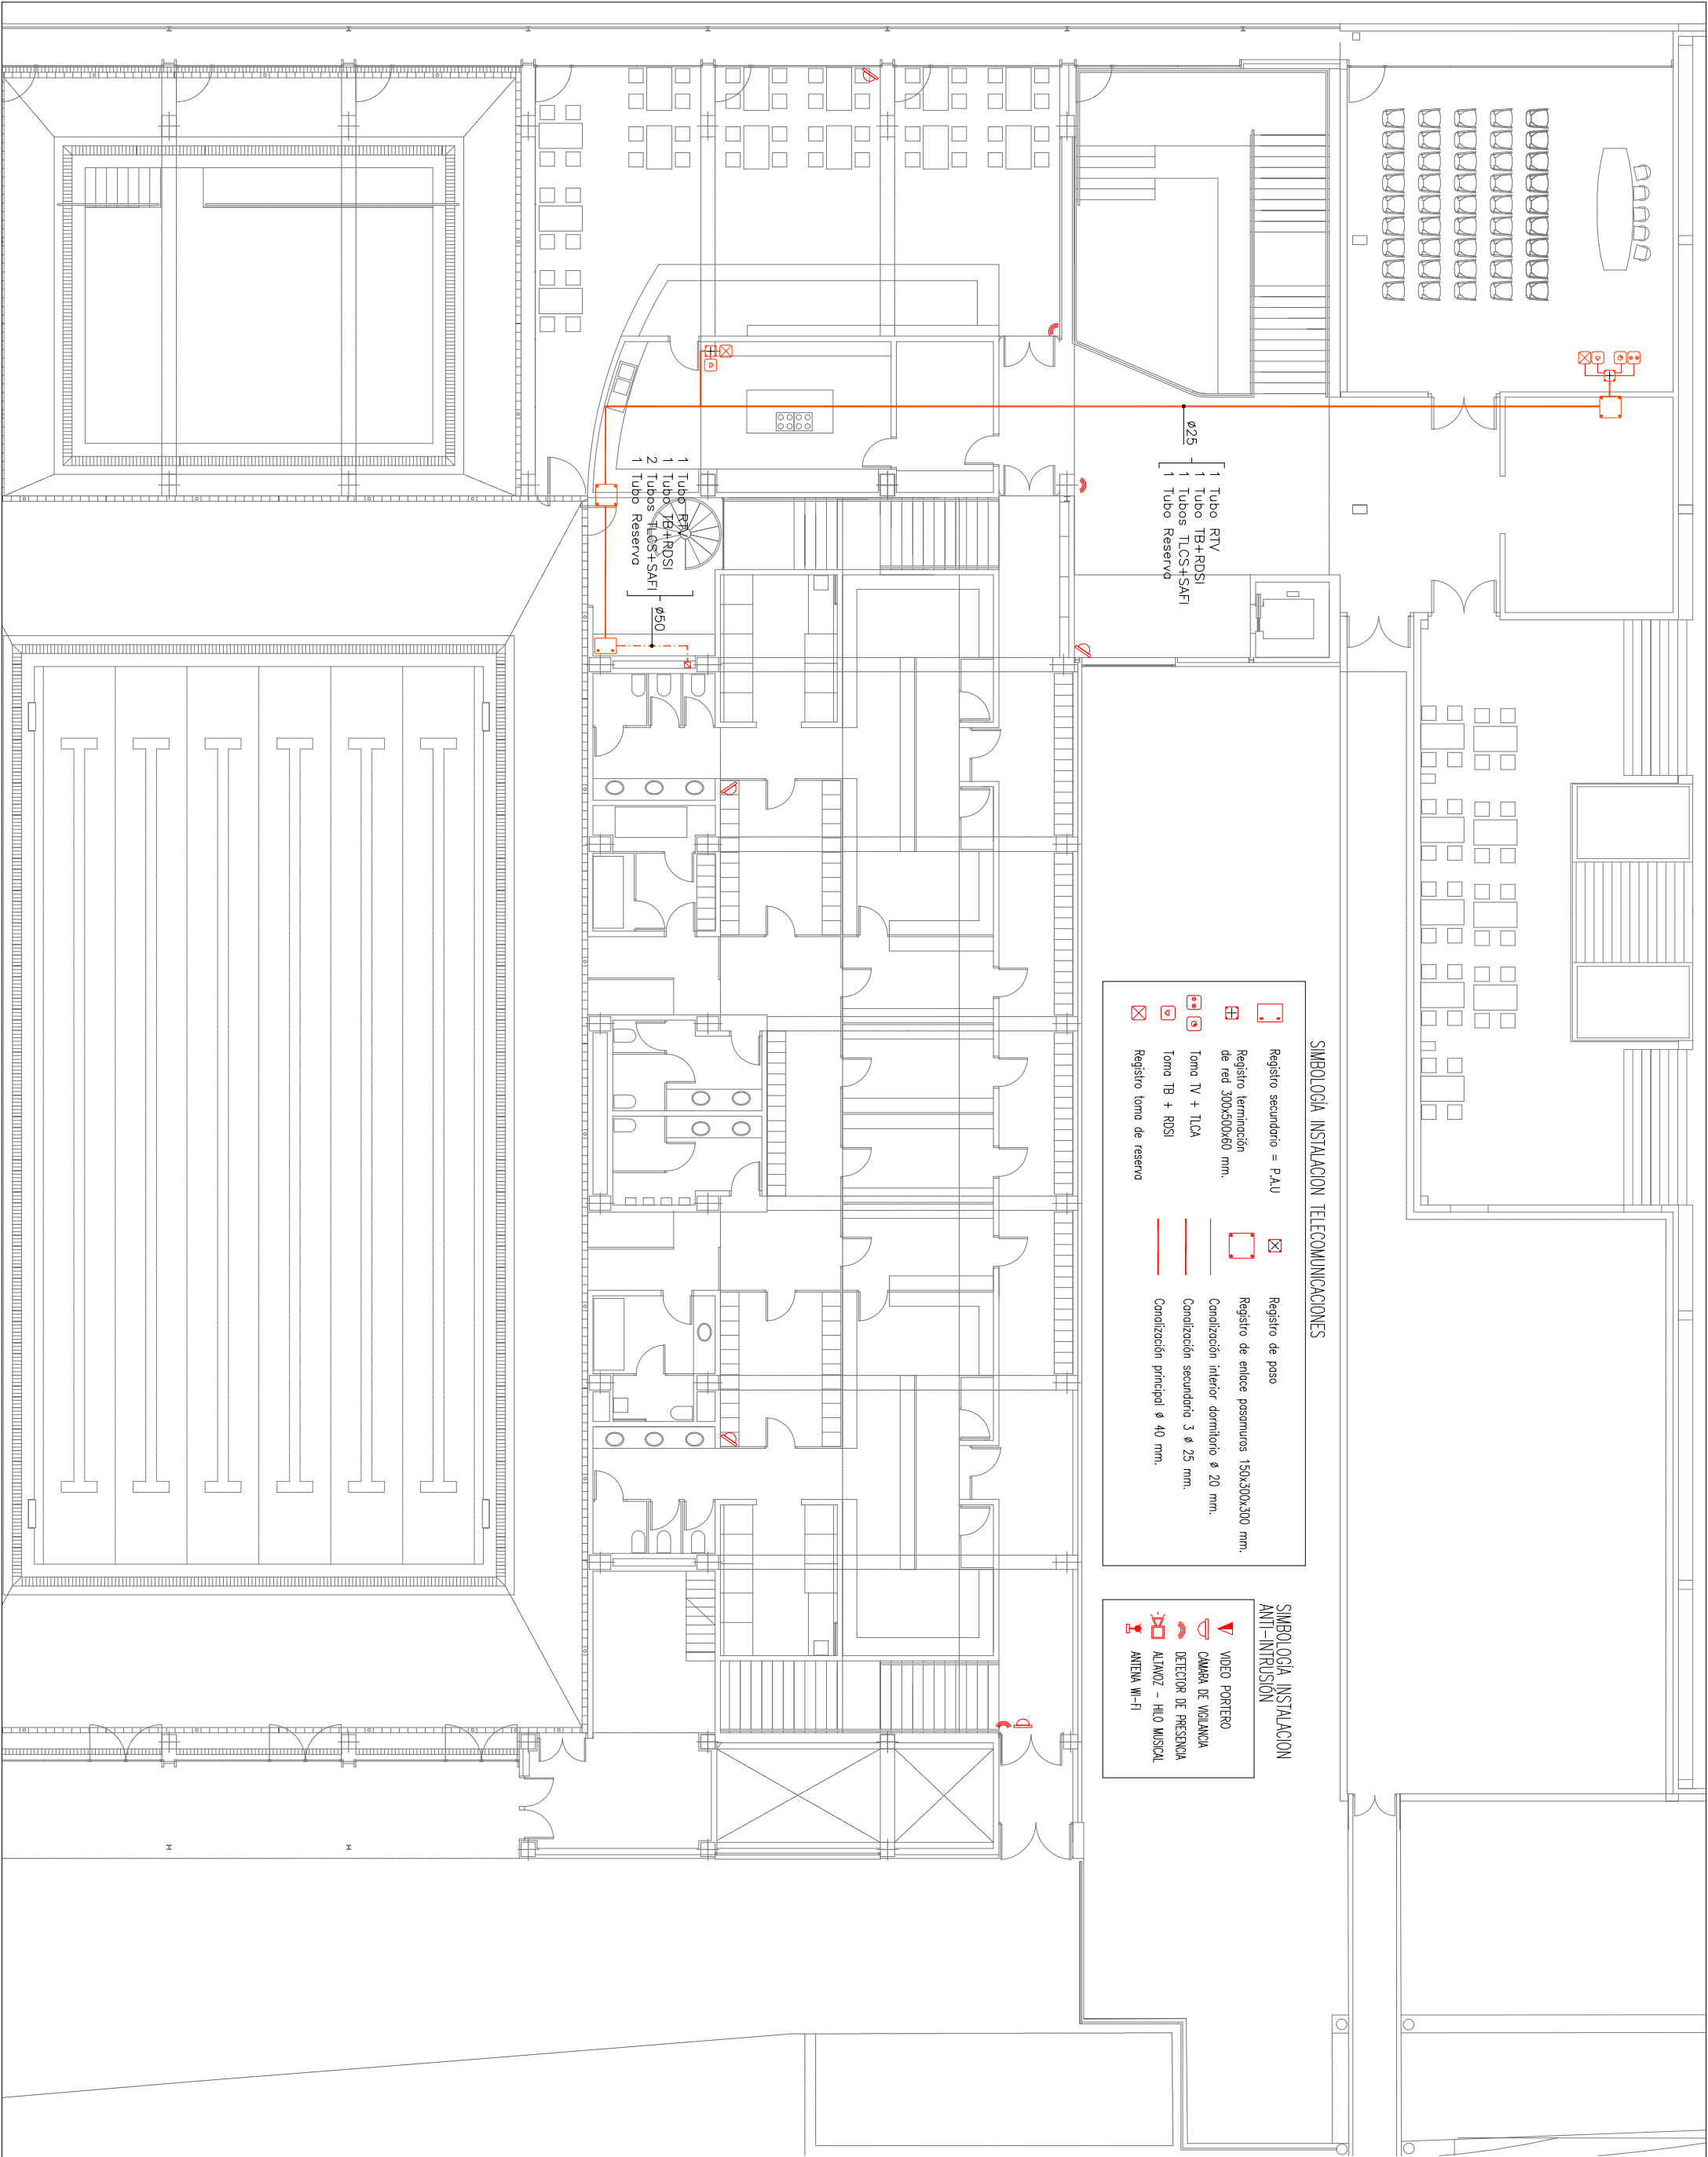 SIMBOLOGÍA INSTALACION TELECOMUNICACIONES
Registro secundario = P.A.U
Registro terminación
de red 300x500x60 mm.
Toma TV + TLCA
Toma TB + RDSI
Registro toma de reserva
Registro de paso
Registro de enlace pasamuros 150x300x300 mm.
Canalización interior dormitorio ø 20 mm.
Canalización secundaria 3 ø 25 mm.
Canalización principal ø 40 mm.
SIMBOLOGÍA INSTALACION
ANTI-INTRUSIÓN
VIDEO PORTERO
CÁMARA DE VIGILANCIA
DETECTOR DE PRESENCIA
ALTAVOZ - HILO MUSICAL
ANTENA WI-FI
ø25
1 Tubo RTV
1 Tubo TB+RDSI
1 Tubos TLCS+SAFI
1 Tubo Reserva
1 Tubo RTV
1 Tubo TB+RDSI
2 Tubos TLCS+SAFI
1 Tubo Reserva
ø50